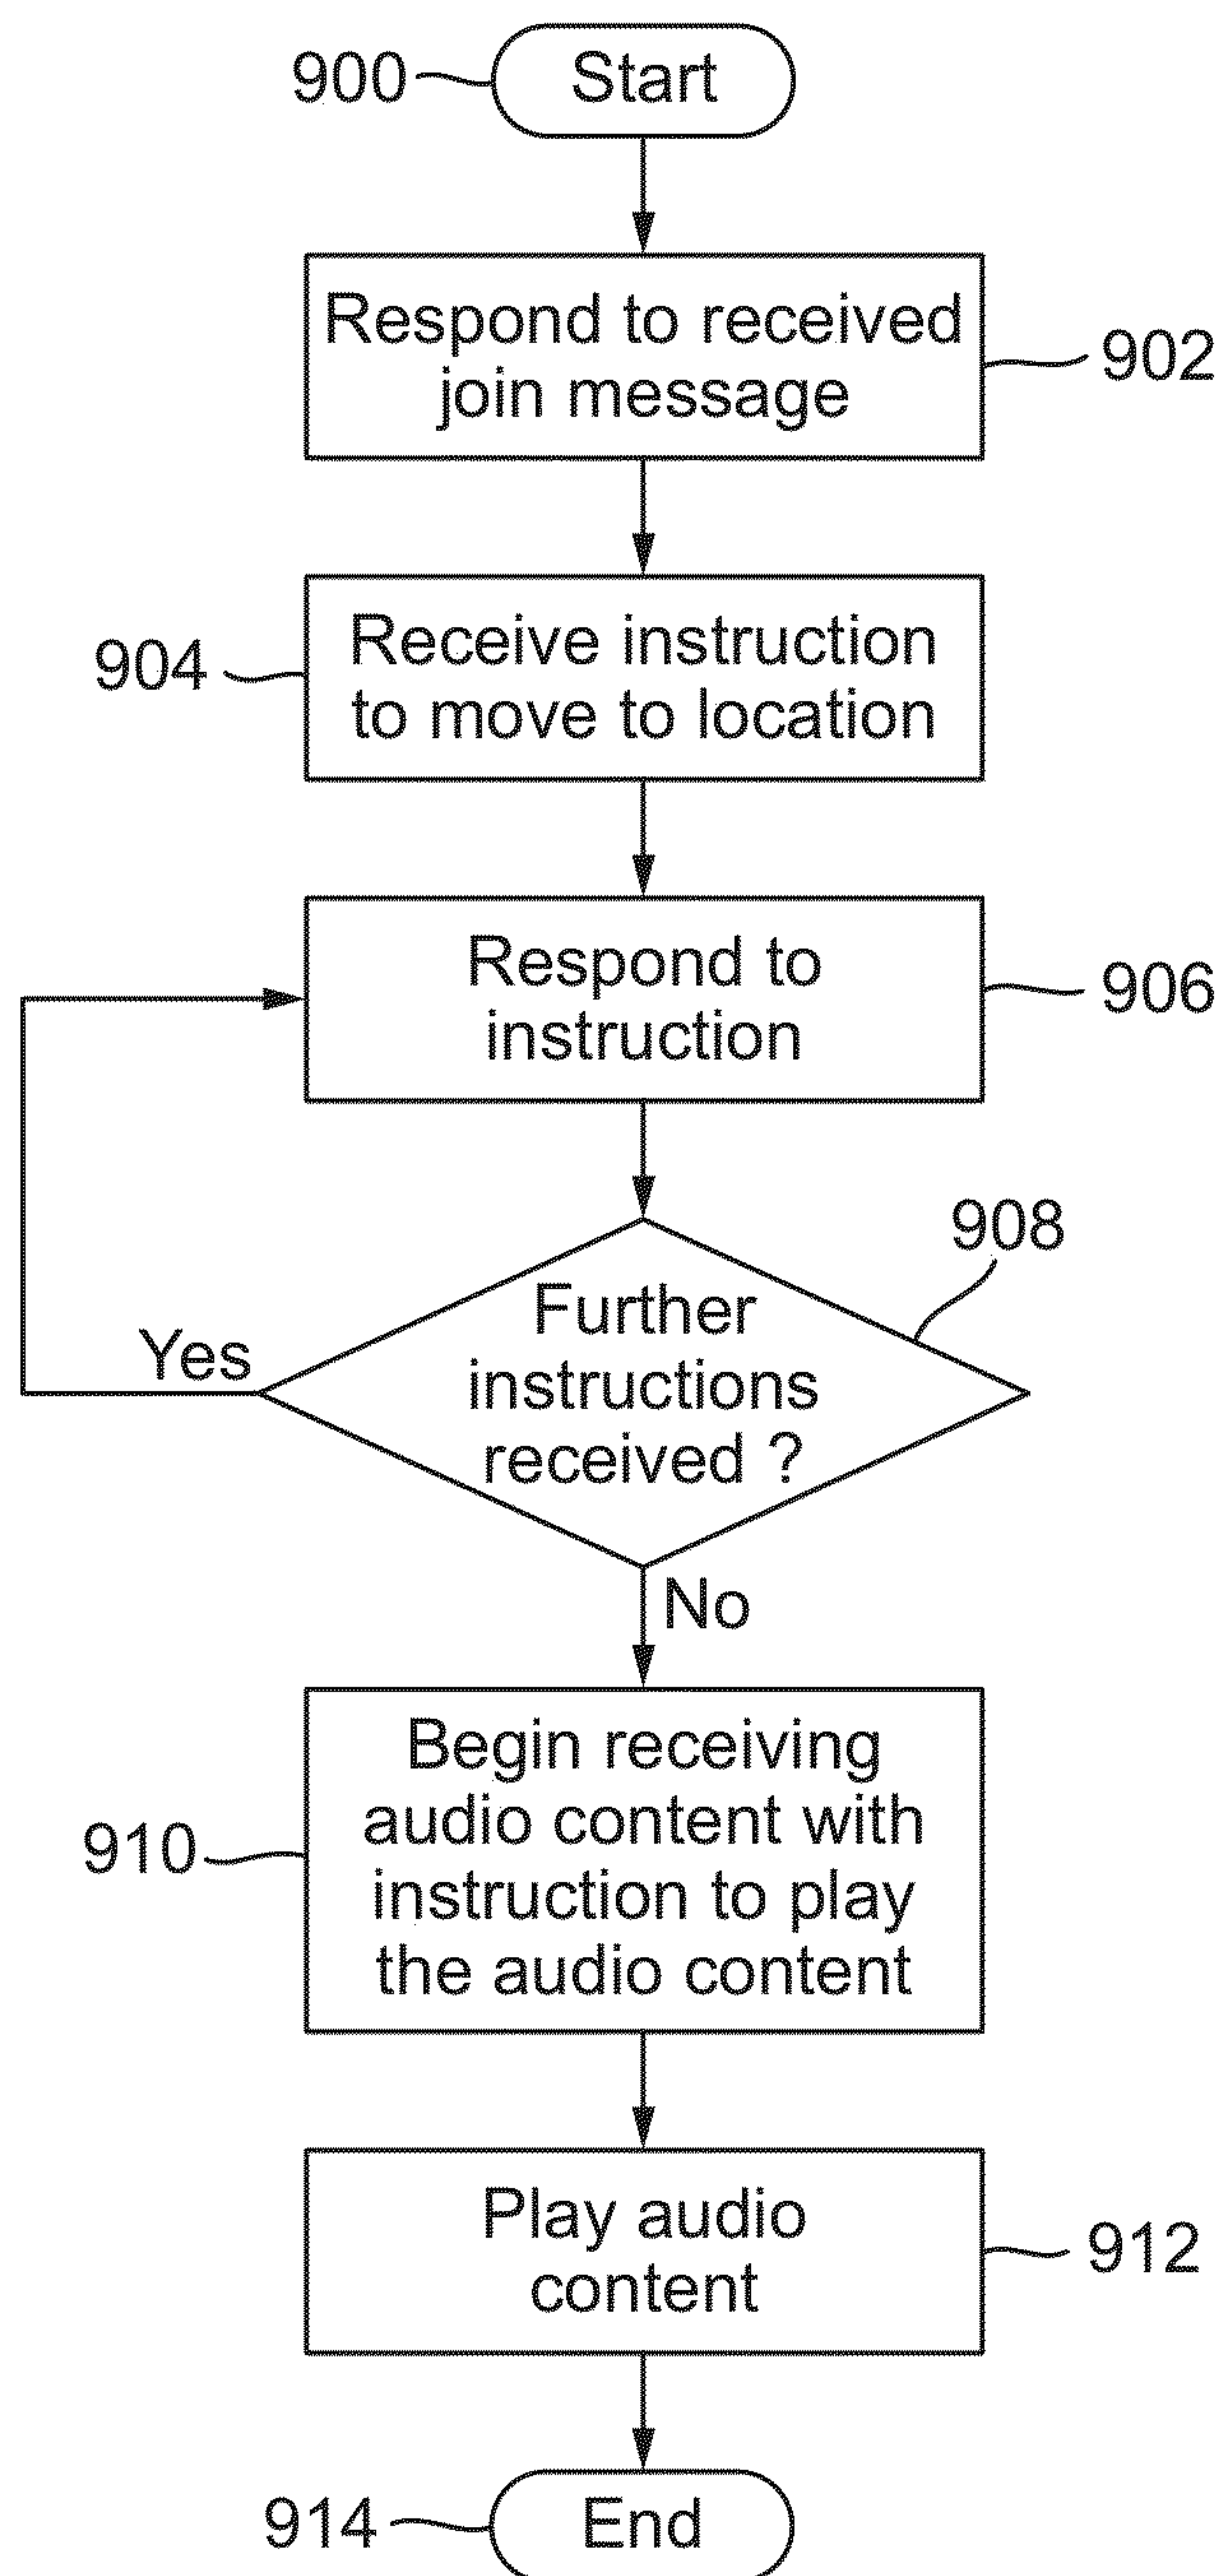 900
Start
Respond to received
join message
902
904
Receive instruction
to move to location
Respond to
instruction
906
908
Further
instructions
received ?
Yes
No
Begin receiving
audio content with
instruction to play
the audio content
910
Play audio
content
912
914
End